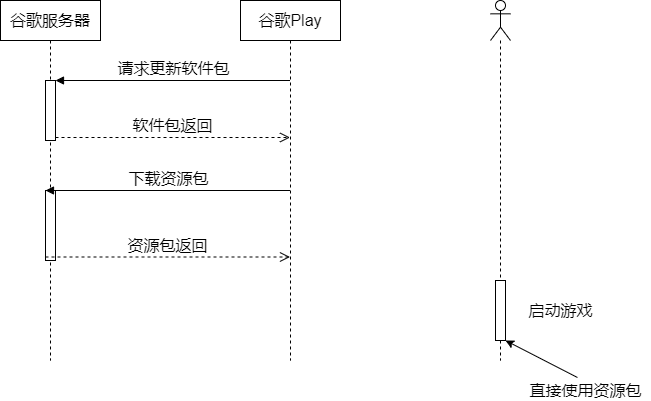 谷歌服务器
谷歌Play
请求更新软件包
软件包返回
下载资源包
资源包返回
启动游戏
直接使用资源包